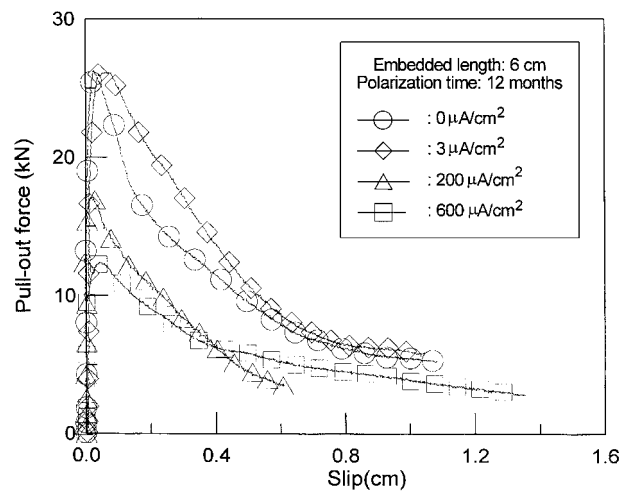 30
20
10
0
Pull-out force (kN)
Embedded length: 6 cm
Polarization time: 12 months
: 0 μA/cm²
: 3 μA/cm²
: 200 μA/cm²
: 600 μA/cm²
0.0 0.4 0.8 1.2 1.6
Slip(cm)